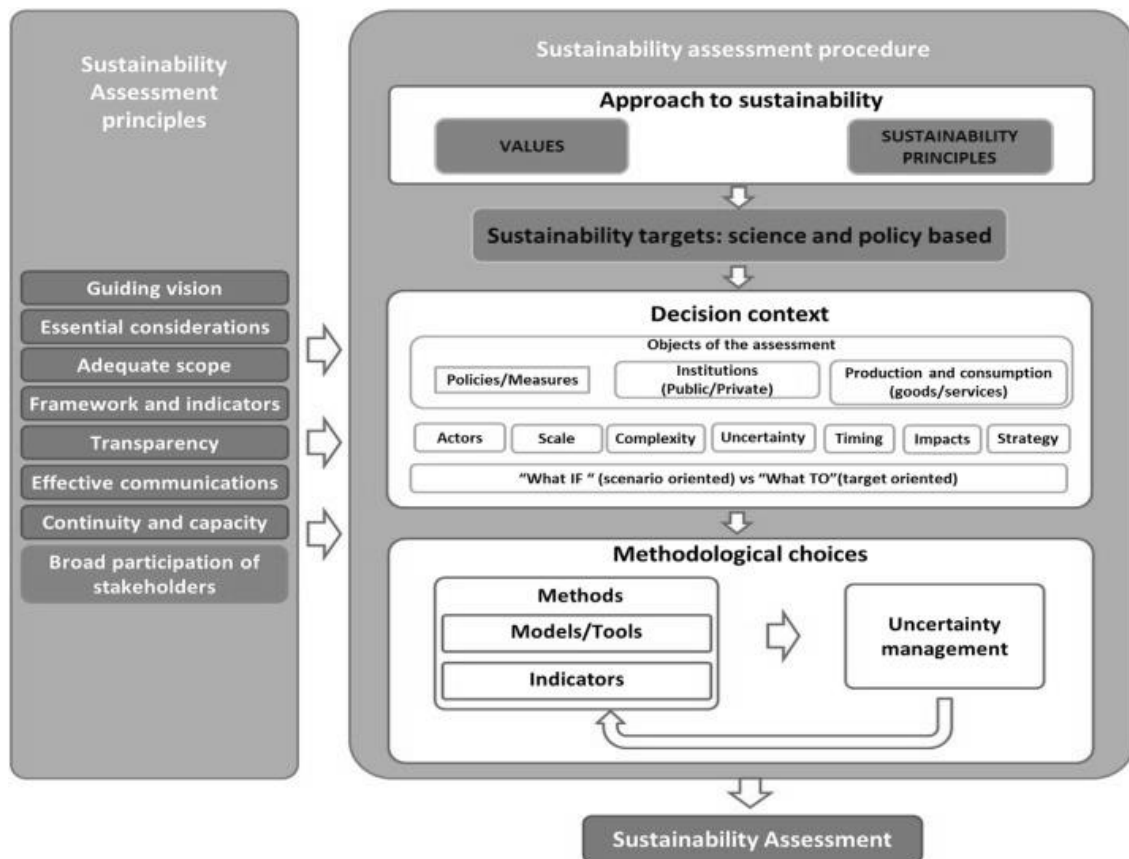 Sustainability
Assessment
principles
Guiding vision
Essential considerations
Adequate scope
Framework and indicators
Transparency
Effective communications
Continuity and capacity
Broad participation of
stakeholders
Sustainability assessment procedure
Approach to sustainability
VALUES
SUSTAINABILITY
PRINCIPLES
Sustainability targets: science and policy based
Decision context
Objects of the assessment
Policies/Measures
Institutions
(Public/Private)
Production and consumption
(goods/services)
Actors
Scale
Complexity
Uncertainty
Timing
Impacts
Strategy
“What IF “ (scenario oriented) vs “What TO”(target oriented)
Methodological choices
Methods
Models/Tools
Indicators
Uncertainty
management
Sustainability Assessment